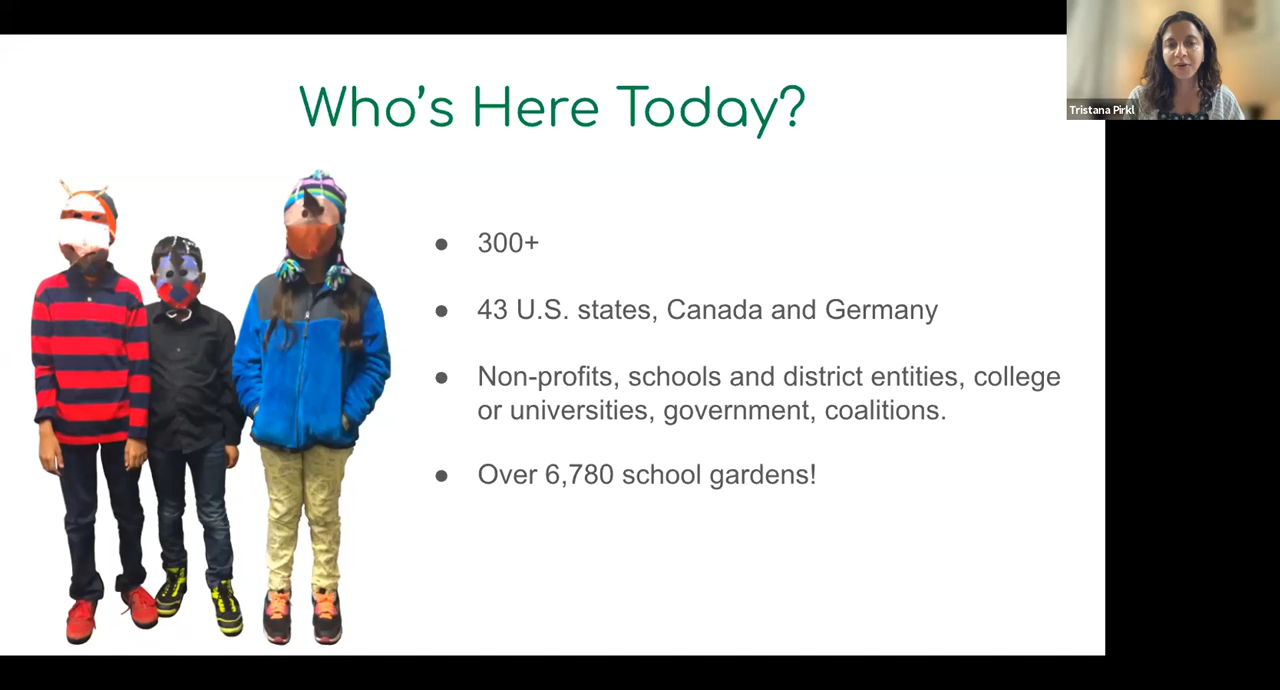 Who's Here Today?
Tristana Pirkl
● 300+
● 43 U.S. states, Canada and Germany
● Non-profits, schools and district entities, college
or universities, government, coalitions.
● Over 6,780 school gardens!